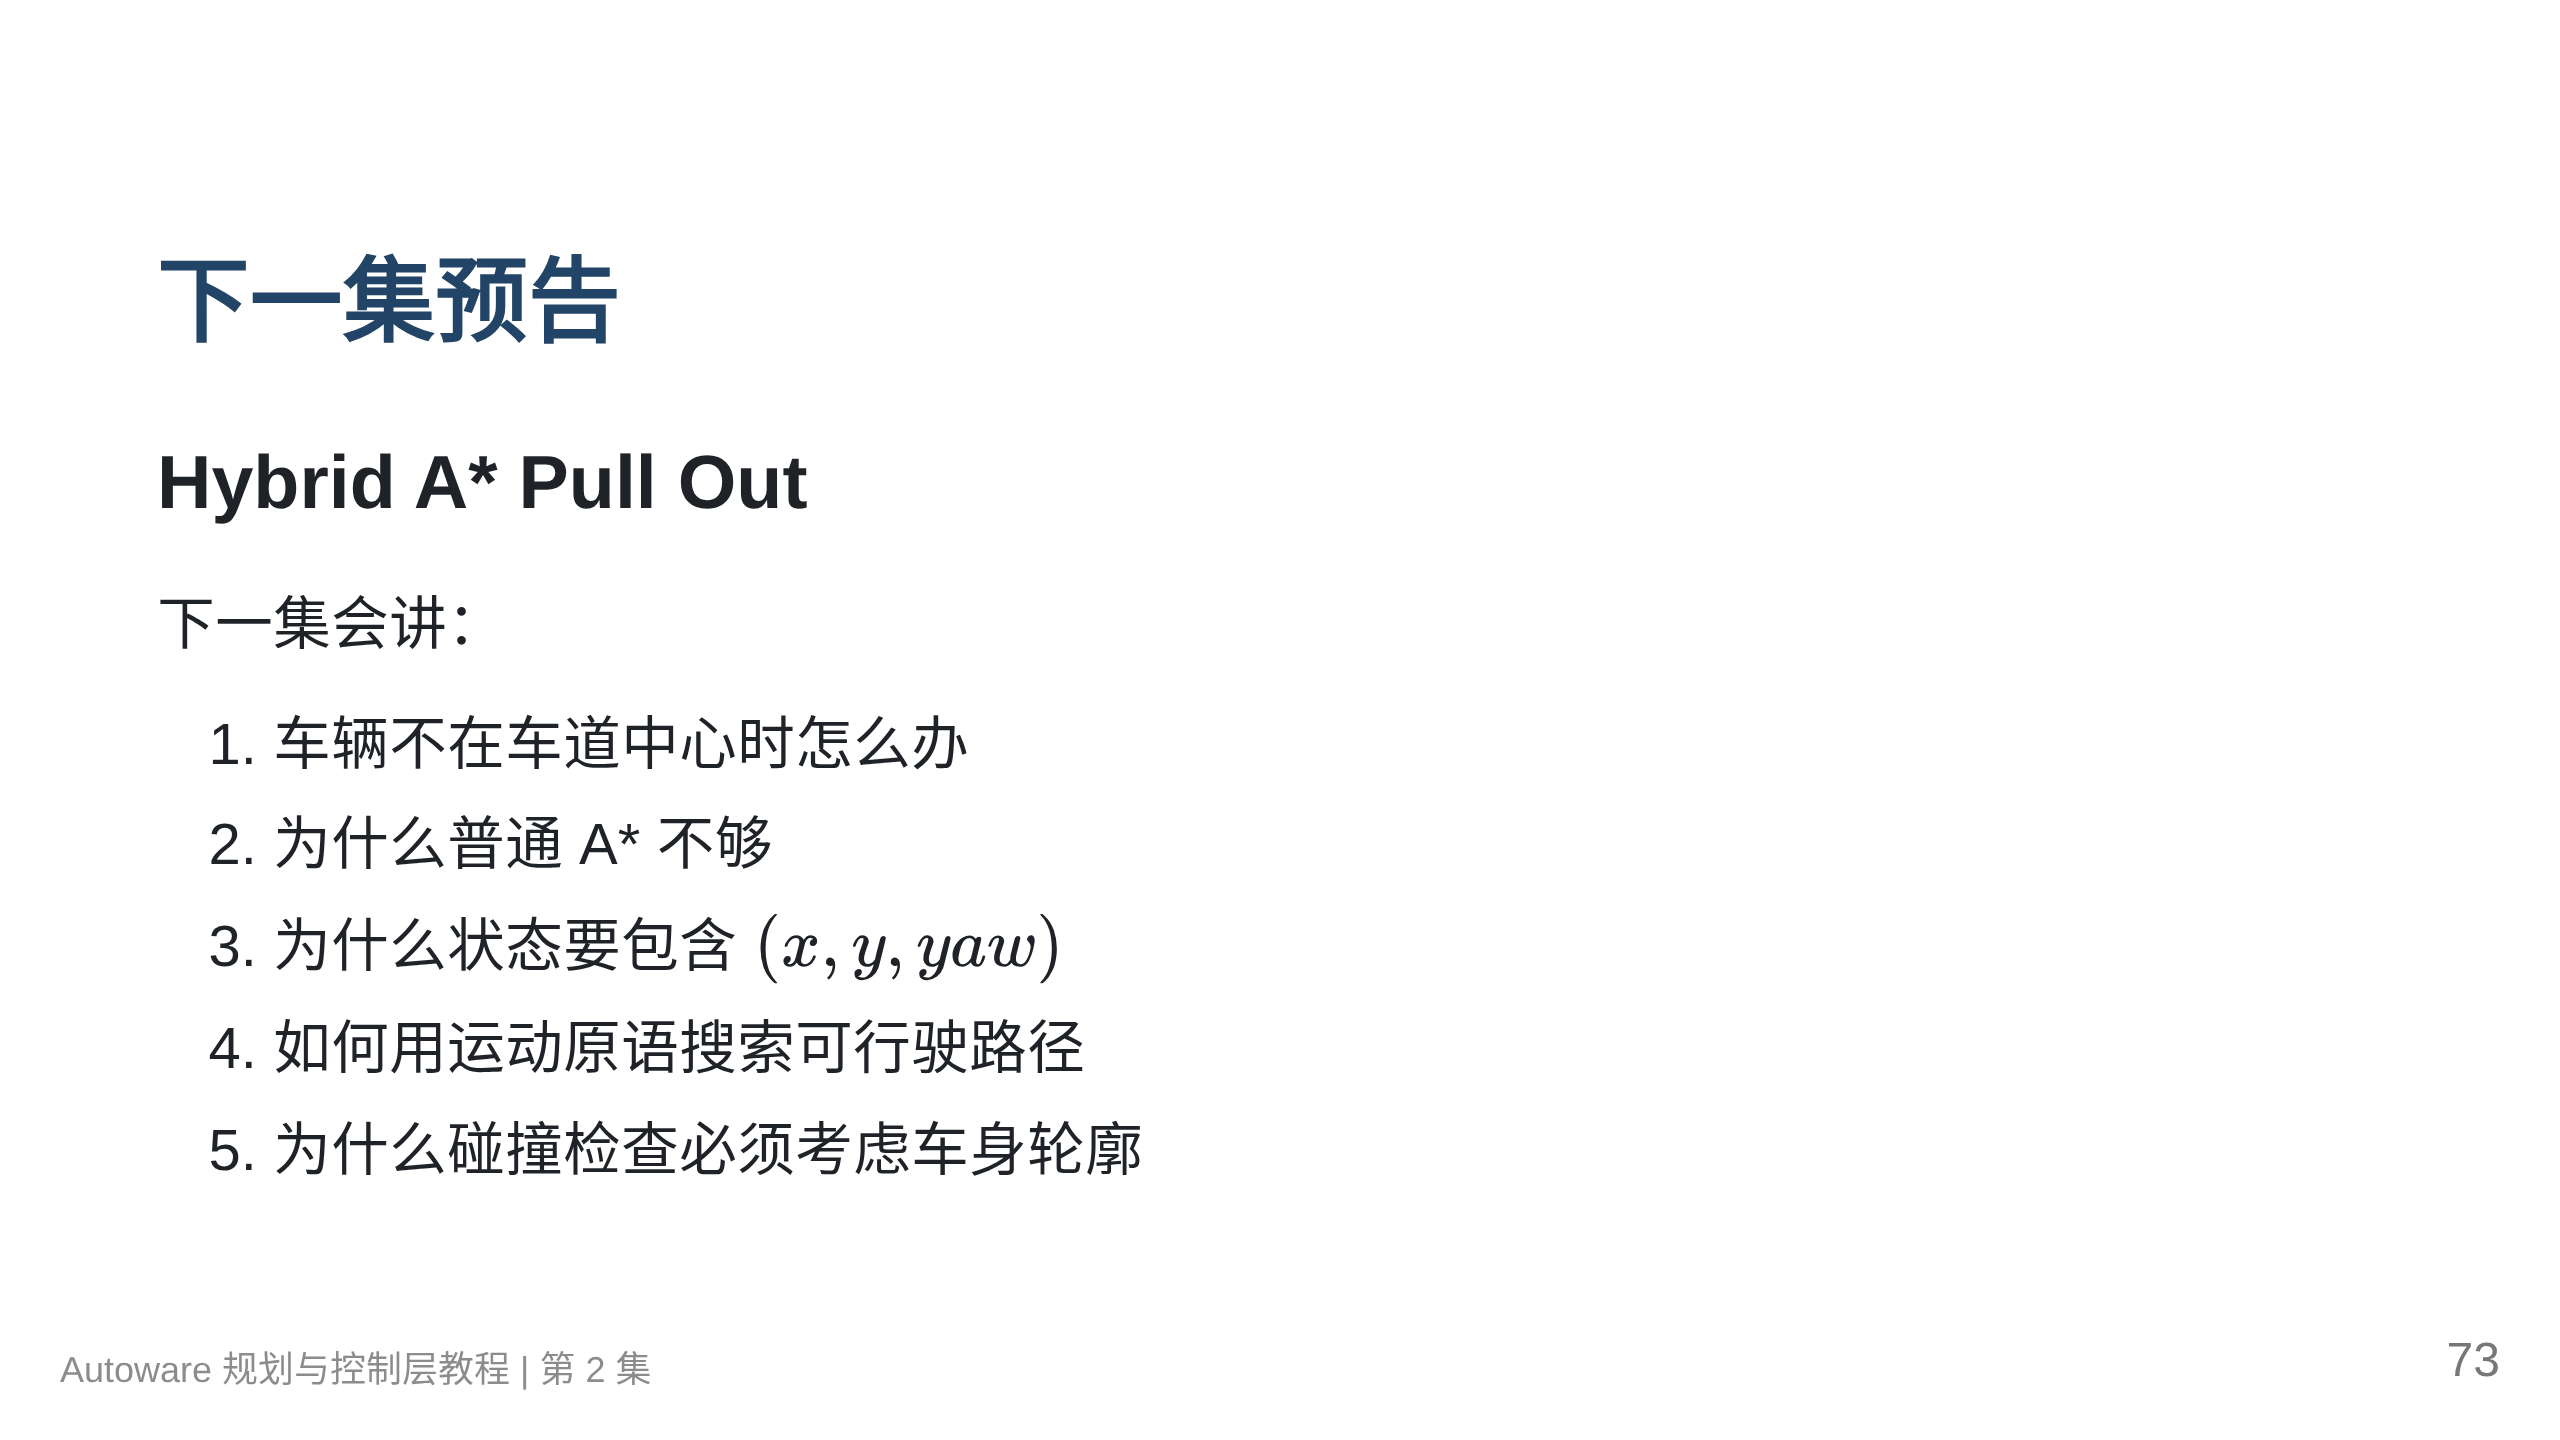 下一集预告
Hybrid A* Pull Out
下一集会讲：
1. 车辆不在车道中心时怎么办
2. 为什么普通 A* 不够
3. 为什么状态要包含 (x, y, yaw)
4. 如何用运动原语搜索可行驶路径
5. 为什么碰撞检查必须考虑车身轮廓
Autoware 规划与控制层教程 | 第 2 集
73